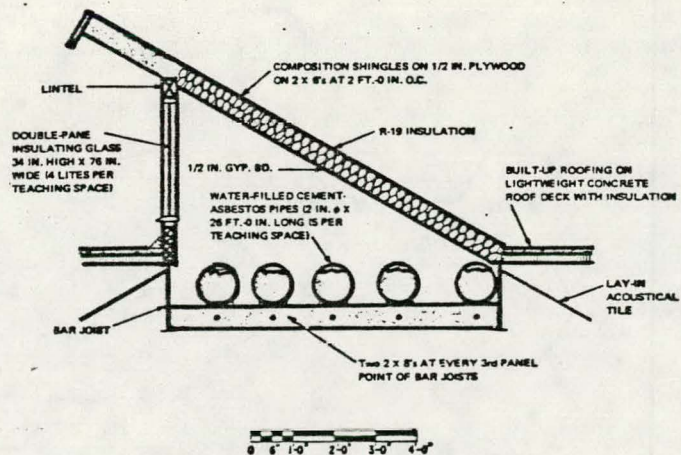 COMPOSITION SHINGLES ON 1/2 IN. PLYWOOD
ON 2 X 6's AT 2 FT.-0 IN. O.C.
LINTEL
R-19 INSULATION
DOUBLE-PANE
INSULATING GLASS
34 IN. HIGH X 76 IN.
WIDE (4 LITES PER
TEACHING SPACE)
1/2 IN. GYP. BD.
WATER-FILLED CEMENT-
ASBESTOS PIPES (2 IN. ø X
26 FT.-0 IN. LONG (5 PER
TEACHING SPACE)
BUILT-UP ROOFING ON
LIGHTWEIGHT CONCRETE
ROOF DECK WITH INSULATION
LAY-IN
ACOUSTICAL
TILE
BAR JOIST
Two 2 X 8's AT EVERY 3rd PANEL
POINT OF BAR JOISTS
0 6" 1'-0" 2'-0" 3'-0" 4'-0"